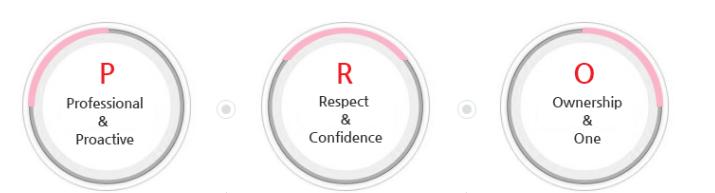 P
Professional
&
Proactive
R
Respect
&
Confidence
O
Ownership
&
One